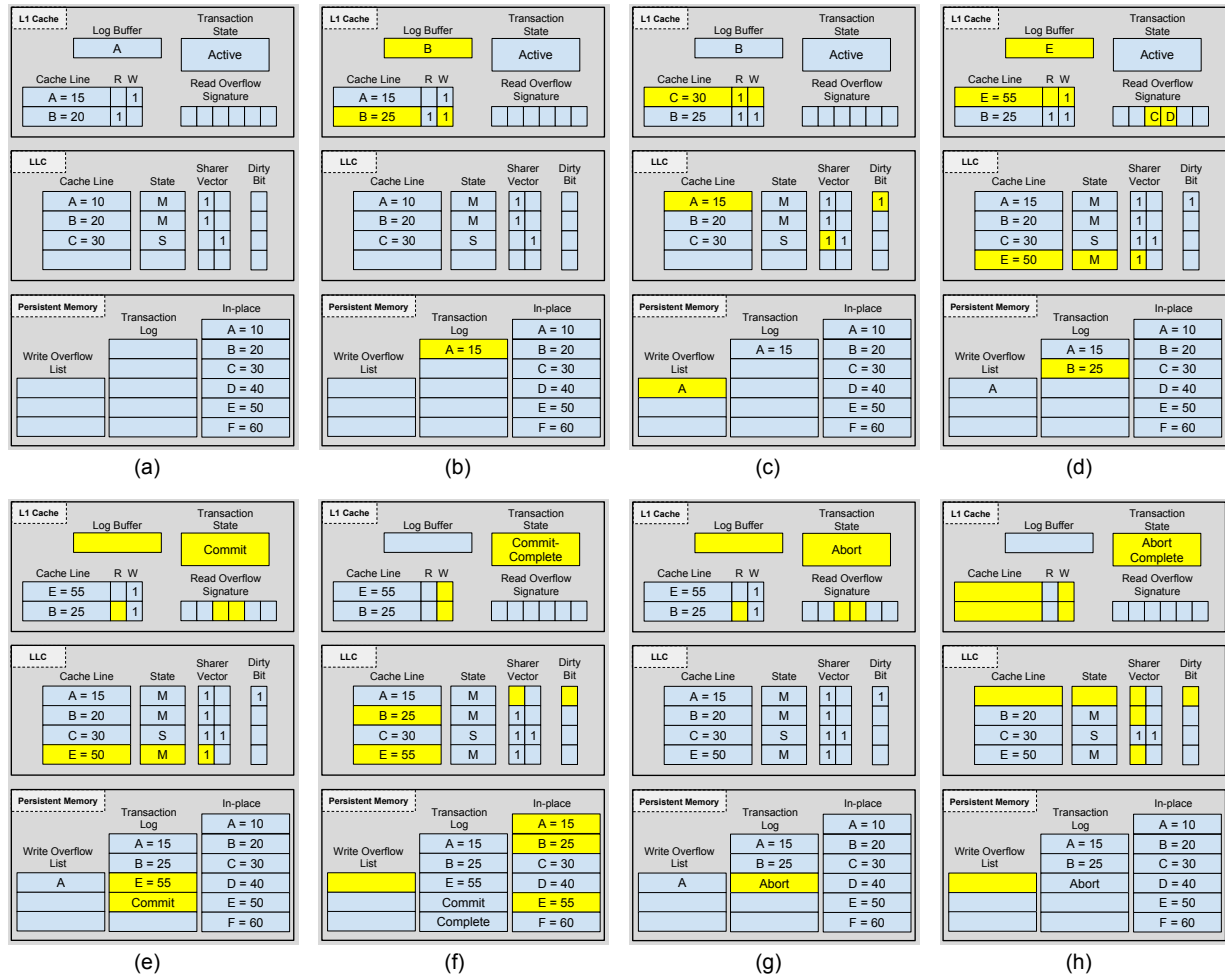 L1 Cache
Log Buffer
Transaction
State
A
Active
Cache Line R W
Read Overflow
Signature
A = 15 1
B = 20 1
LLC
Cache Line State Sharer
Vector Dirty
Bit
A = 10 M 1
B = 20 M 1
C = 30 S 1
Persistent Memory
Transaction
Log
In-place
Write Overflow
List
A = 10
B = 20
C = 30
D = 40
E = 50
F = 60
(a)
L1 Cache
Log Buffer
Transaction
State
B
Active
Cache Line R W
Read Overflow
Signature
A = 15 1
B = 25 1 1
LLC
Cache Line State Sharer
Vector Dirty
Bit
A = 10 M 1
B = 20 M 1
C = 30 S 1
Persistent Memory
Transaction
Log
In-place
Write Overflow
List
A = 10
A = 15 B = 20
C = 30
D = 40
E = 50
F = 60
(b)
L1 Cache
Log Buffer
Transaction
State
B
Active
Cache Line R W
Read Overflow
Signature
C = 30 1
B = 25 1 1
LLC
Cache Line State Sharer
Vector Dirty
Bit
A = 15 M 1 1
B = 20 M 1
C = 30 S 1 1
Persistent Memory
Transaction
Log
In-place
Write Overflow
List
A = 10
A = 15 B = 20
C = 30
A D = 40
E = 50
F = 60
(c)
L1 Cache
Log Buffer
Transaction
State
E
Active
Cache Line R W
Read Overflow
Signature
E = 55 1
B = 25 1 1 C D
LLC
Cache Line State Sharer
Vector Dirty
Bit
A = 15 M 1 1
B = 20 M 1
C = 30 S 1 1
E = 50 M 1
Persistent Memory
Transaction
Log
In-place
Write Overflow
List
A = 10
A = 15 B = 20
B = 25 C = 30
A D = 40
E = 50
F = 60
(d)
L1 Cache
Log Buffer
Transaction
State
Commit
Cache Line R W
Read Overflow
Signature
E = 55 1
B = 25 1
LLC
Cache Line State Sharer
Vector Dirty
Bit
A = 15 M 1 1
B = 20 M 1
C = 30 S 1 1
E = 50 M 1
Persistent Memory
Transaction
Log
In-place
Write Overflow
List
A = 10
A = 15 B = 20
B = 25 C = 30
A E = 55 D = 40
Commit E = 50
F = 60
(e)
L1 Cache
Log Buffer
Transaction
State
Commit-
Complete
Cache Line R W
Read Overflow
Signature
E = 55
B = 25
LLC
Cache Line State Sharer
Vector Dirty
Bit
A = 15 M
B = 25 M 1
C = 30 S 1 1
E = 55 M 1
Persistent Memory
Transaction
Log
In-place
Write Overflow
List
A = 15
A = 15 B = 25
B = 25 C = 30
E = 55 D = 40
Commit E = 55
Complete F = 60
(f)
L1 Cache
Log Buffer
Transaction
State
Abort
Cache Line R W
Read Overflow
Signature
E = 55 1
B = 25 1
LLC
Cache Line State Sharer
Vector Dirty
Bit
A = 15 M 1 1
B = 20 M 1
C = 30 S 1 1
E = 50 M 1
Persistent Memory
Transaction
Log
In-place
Write Overflow
List
A = 10
A = 15 B = 20
B = 25 C = 30
A Abort D = 40
E = 50
F = 60
(g)
L1 Cache
Log Buffer
Transaction
State
Abort
Complete
Cache Line R W
Read Overflow
Signature
LLC
Cache Line State Sharer
Vector Dirty
Bit
B = 20 M
C = 30 S 1 1
E = 50 M
Persistent Memory
Transaction
Log
In-place
Write Overflow
List
A = 10
A = 15 B = 20
B = 25 C = 30
Abort D = 40
E = 50
F = 60
(h)